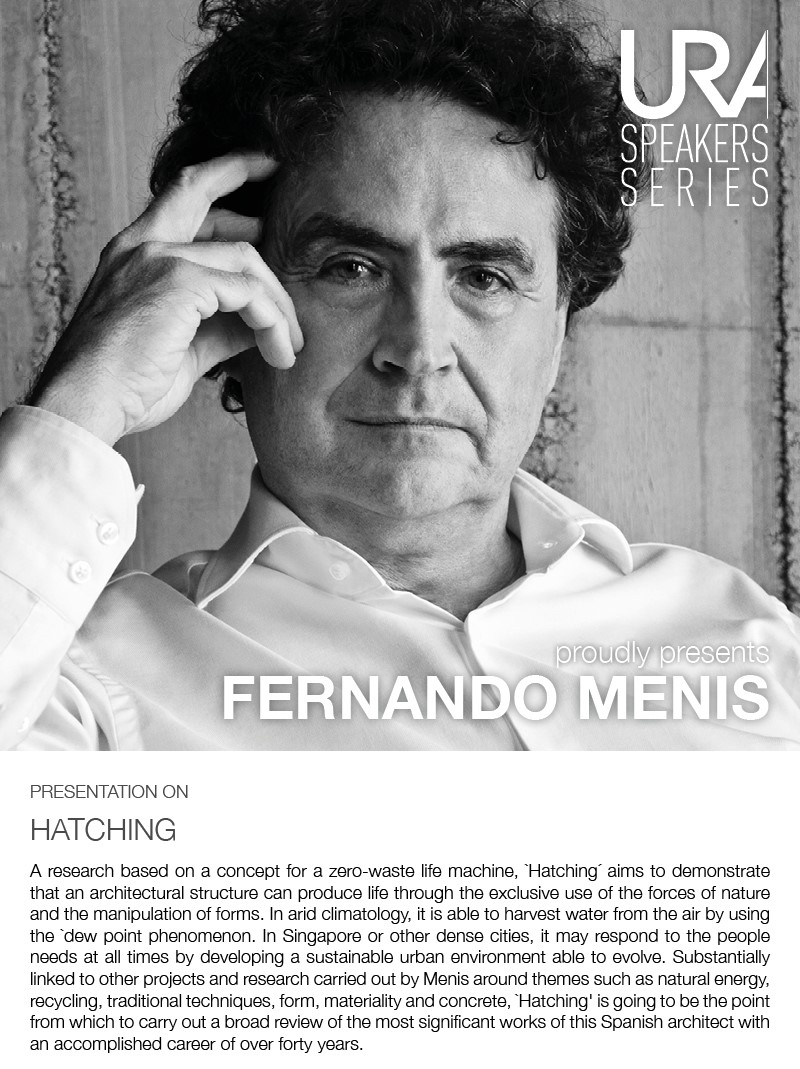 URA
SPEAKERS
SERIES
proudly presents
FERNANDO MENIS
PRESENTATION ON
HATCHING
A research based on a concept for a zero-waste life machine, `Hatching´ aims to demonstrate
that an architectural structure can produce life through the exclusive use of the forces of nature
and the manipulation of forms. In arid climatology, it is able to harvest water from the air by using
the `dew point phenomenon. In Singapore or other dense cities, it may respond to the people
needs at all times by developing a sustainable urban environment able to evolve. Substantially
linked to other projects and research carried out by Menis around themes such as natural energy,
recycling, traditional techniques, form, materiality and concrete, `Hatching' is going to be the point
from which to carry out a broad review of the most significant works of this Spanish architect with
an accomplished career of over forty years.